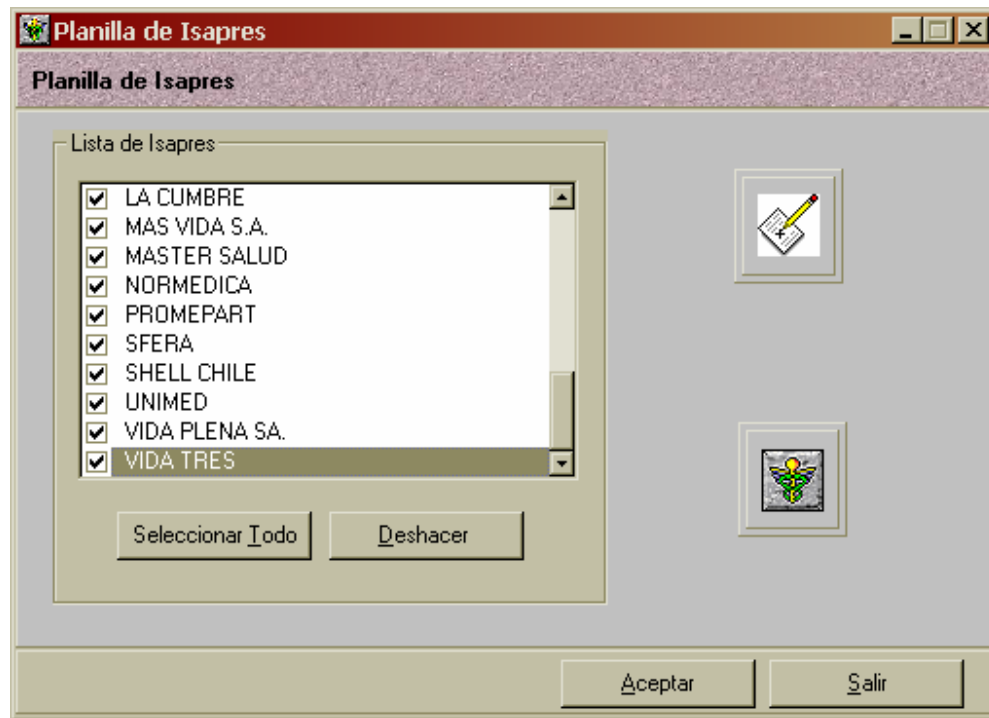 Planilla de Isapres
Planilla de Isapres
Lista de Isapres
LA CUMBRE
MAS VIDA S.A.
MASTER SALUD
NORMEDICA
PROMEPART
SFERA
SHELL CHILE
UNIMED
VIDA PLENA SA.
VIDA TRES
Seleccionar Todo
Deshacer
Aceptar
Salir